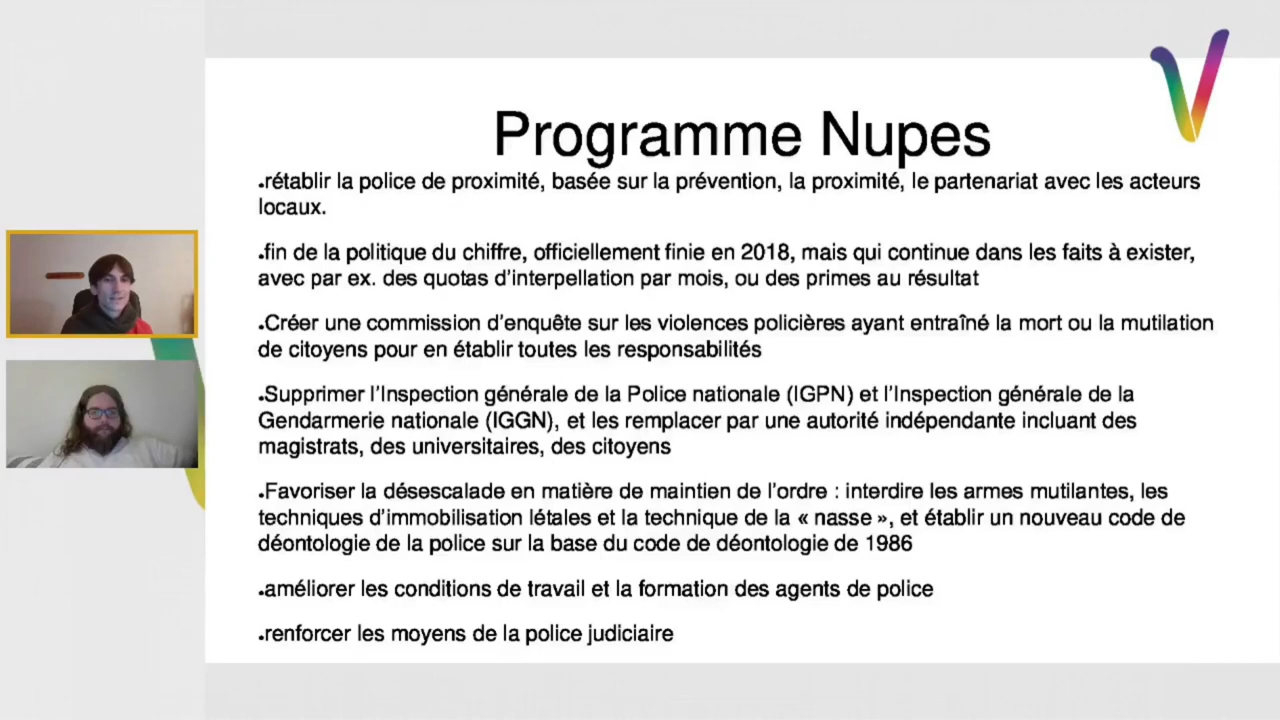 Programme Nupes
.rétablir la police de proximité, basée sur la prévention, la proximité, le partenariat avec les acteurs
locaux.
.fin de la politique du chiffre, officiellement finie en 2018, mais qui continue dans les faits à exister,
avec par ex. des quotas d'interpellation par mois, ou des primes au résultat
.Créer une commission d'enquête sur les violences policières ayant entraîné la mort ou la mutilation
de citoyens pour en établir toutes les responsabilités
.Supprimer l'Inspection générale de la Police nationale (IGPN) et l'Inspection générale de la
Gendarmerie nationale (IGGN), et les remplacer par une autorité indépendante incluant des
magistrats, des universitaires, des citoyens
.Favoriser la désescalade en matière de maintien de l'ordre : interdire les armes mutilantes, les
techniques d'immobilisation létales et la technique de la « nasse », et établir un nouveau code de
déontologie de la police sur la base du code de déontologie de 1986
.améliorer les conditions de travail et la formation des agents de police
.renforcer les moyens de la police judiciaire